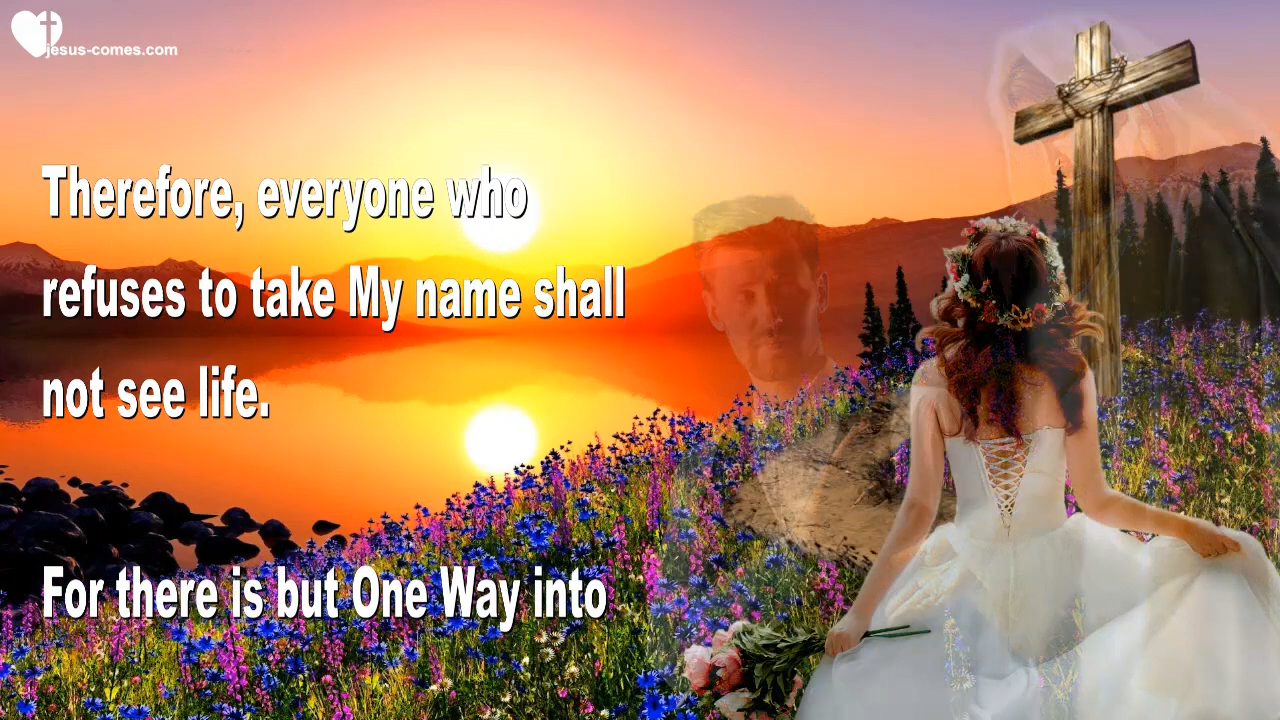 jesus-comes.com
Therefore, everyone who
refuses to take My name shall
not see life.
For there is but One Way into